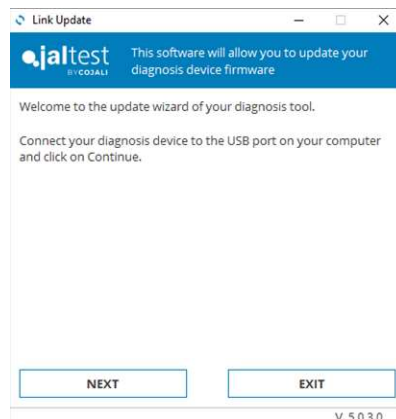 Link Update
jaltest
BY COJALI
This software will allow you to update your
diagnosis device firmware
Welcome to the update wizard of your diagnosis tool.
Connect your diagnosis device to the USB port on your computer
and click on Continue.
NEXT
EXIT
V. 5.0.3.0